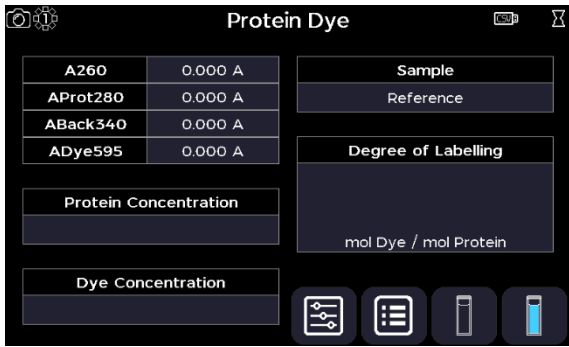 1
Protein Dye
CSV
A260 0.000 A
AProt280 0.000 A
ABack340 0.000 A
ADye595 0.000 A
Protein Concentration
Dye Concentration
Sample
Reference
Degree of Labelling
mol Dye / mol Protein